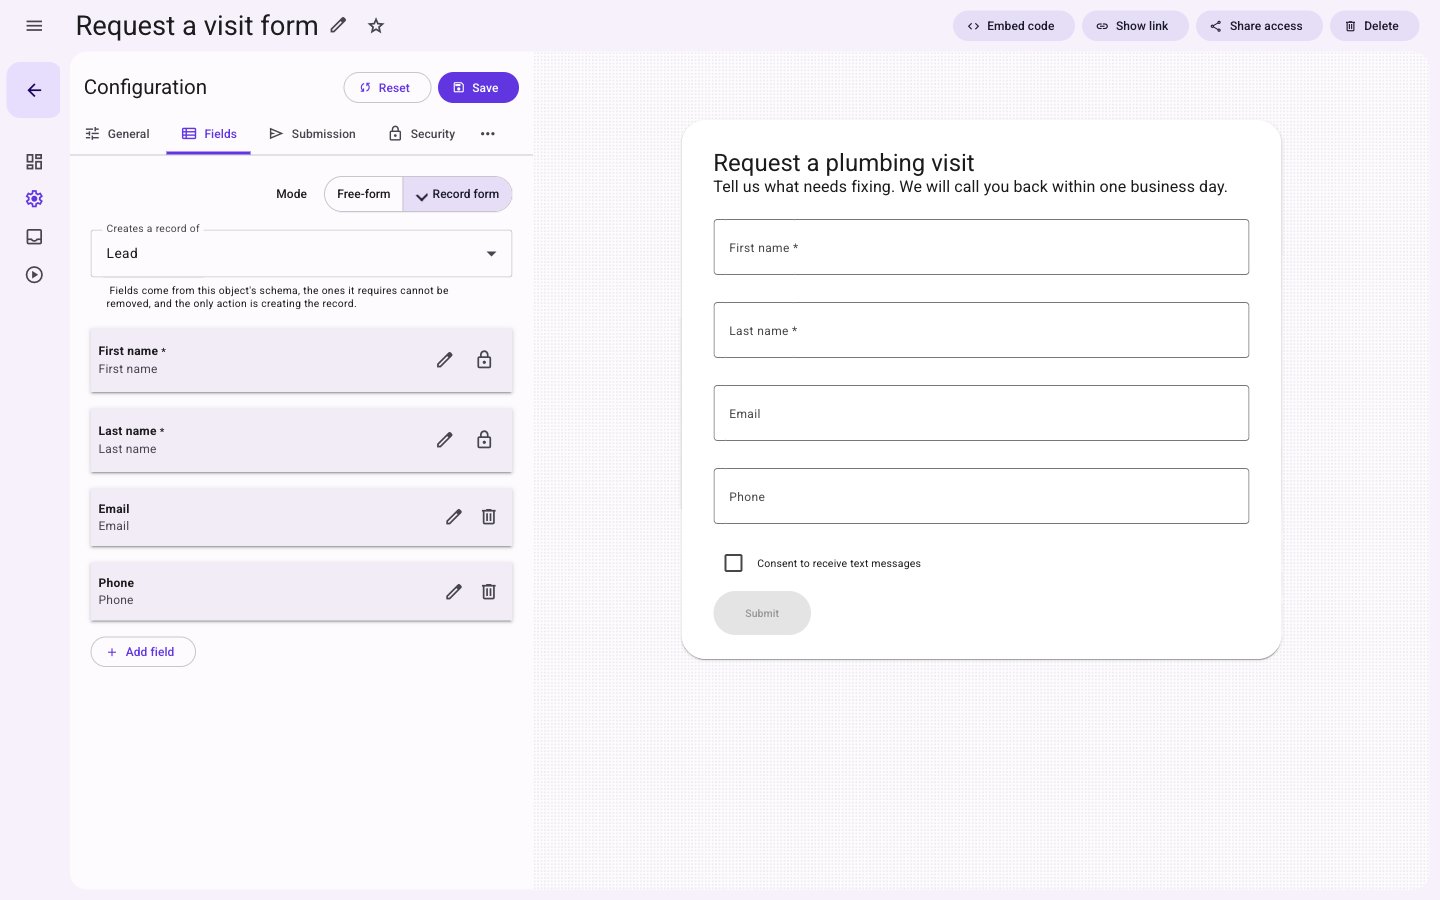 Request a visit form
Embed code
Show link
Share access
Delete
Configuration
Reset
Save
General
Fields
Submission
Security
Mode
Free-form
Record form
Creates a record of
Lead
Fields come from this object's schema, the ones it requires cannot be
removed, and the only action is creating the record.
First name *
First name
Last name *
Last name
Email
Email
Phone
Phone
Add field
Request a plumbing visit
Tell us what needs fixing. We will call you back within one business day.
First name *
Last name *
Email
Phone
Consent to receive text messages
Submit